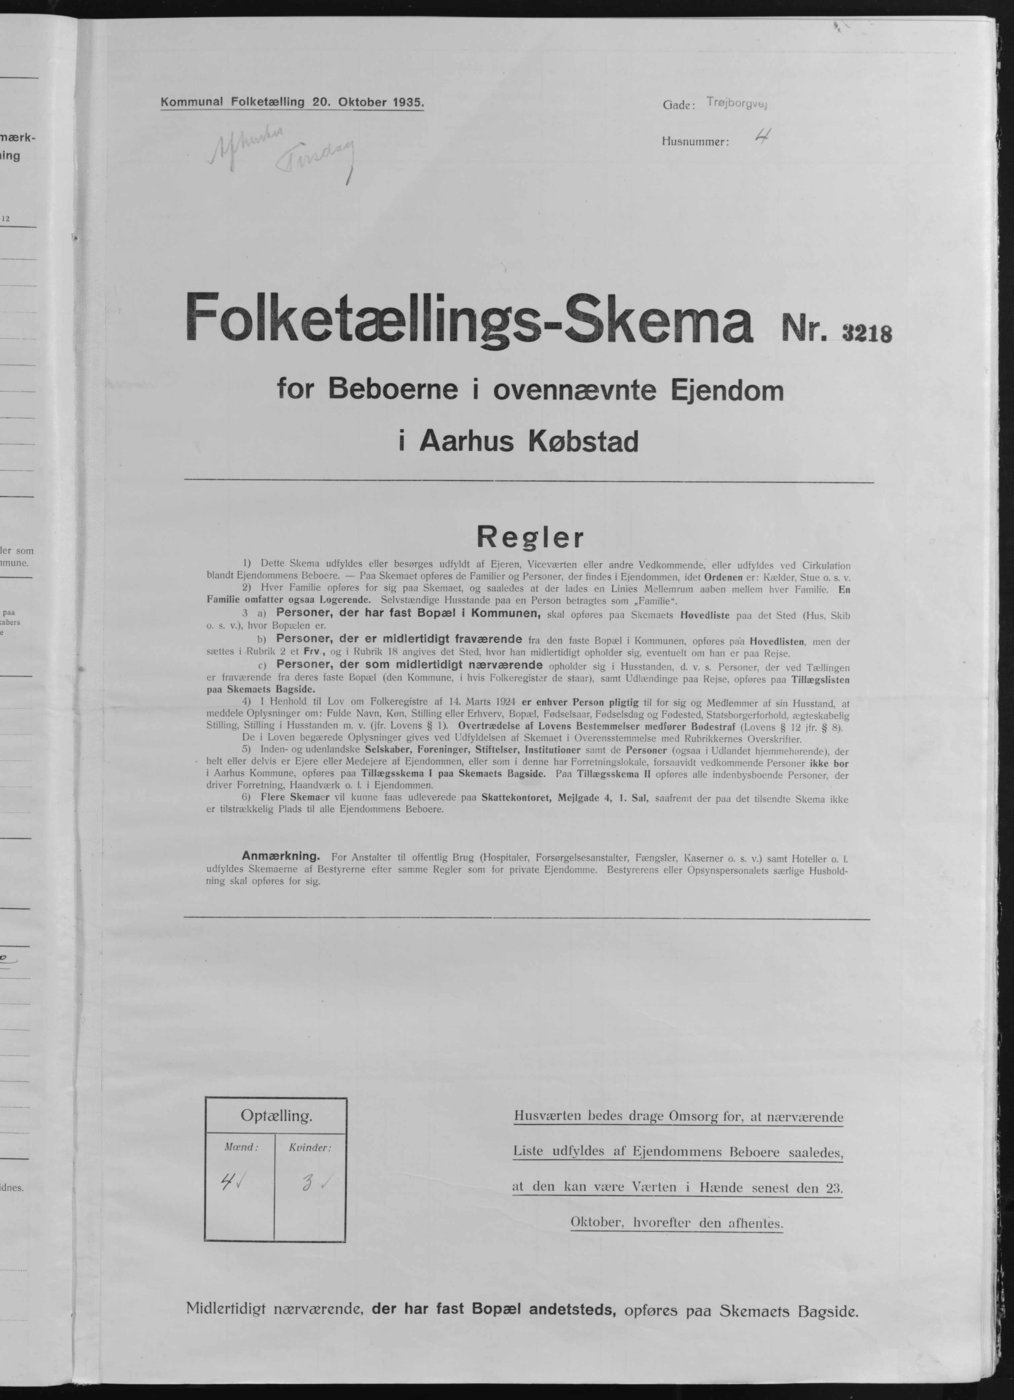 Kommunal Folketælling 20. Oktober 1935.
Gade: Trøjborgvej
Husnummer: 4
Tirsdag
Folketællings-Skema Nr. 3218
for Beboerne i ovennævnte Ejendom
i Aarhus Købstad
Regler
1) Dette Skema udfyldes eller besørges udfyldt af Ejeren, Viceværten eller andre Vedkommende, eller udfyldes ved Cirkulation
blandt Ejendommens Beboere. — Paa Skemaet opføres de Familier og Personer, der findes i Ejendommen, idet Ordenen er: Kælder, Stue o. s. v.
2) Hver Familie opføres for sig paa Skemaet, og saaledes at der lades en Linies Mellemrum aaben mellem hver Familie. En
Familie omfatter ogsaa Logerende. Selvstændige Husstande paa en Person betragtes som „Familie“.
3 a) Personer, der har fast Bopæl i Kommunen, skal opføres paa Skemaets Hovedliste paa det Sted (Hus, Skib
o. s. v.), hvor Bopælen er.
b) Personer, der er midlertidigt fraværende fra den faste Bopæl i Kommunen, opføres paa Hovedlisten, men der
sættes i Rubrik 2 et Frv., og i Rubrik 18 angives det Sted, hvor han midlertidigt opholder sig, eventuelt om han er paa Rejse.
c) Personer, der som midlertidigt nærværende opholder sig i Husstanden, d. v. s. Personer, der ved Tællingen
er fraværende fra deres faste Bopæl (den Kommune, i hvis Folkeregister de staar), samt Udlændinge paa Rejse, opføres paa Tillægslisten
paa Skemaets Bagside.
4) I Henhold til Lov om Folkeregistre af 14. Marts 1924 er enhver Person pligtig til for sig og Medlemmer af sin Husstand, at
meddele Oplysninger om: Fulde Navn, Køn, Stilling eller Erhverv, Bopæl, Fødselsaar, Fødselsdag og Fødested, Statsborgerforhold, ægteskabelig
Stilling, Stilling i Husstanden m. v. (jfr. Lovens § 1). Overtrædelse af Lovens Bestemmelser medfører Bødestraf (Lovens § 12 jfr. § 8).
De i Loven begærede Oplysninger gives ved Udfyldelsen af Skemaet i Overensstemmelse med Rubrikkernes Overskrifter.
5) Inden- og udenlandske Selskaber, Foreninger, Stiftelser, Institutioner samt de Personer (ogsaa i Udlandet hjemmehørende), der
helt eller delvis er Ejere eller Medejere af Ejendommen, eller som i denne har Forretningslokale, forsaavidt vedkommende Personer ikke bor
i Aarhus Kommune, opføres paa Tillægsskema I paa Skemaets Bagside. Paa Tillægsskema II opføres alle indenbysboende Personer, der
driver Forretning, Haandværk o. l. i Ejendommen.
6) Flere Skemaer vil kunne faas udleverede paa Skattekontoret, Mejlgade 4, 1. Sal, saafremt der paa det tilsendte Skema ikke
er tilstrækkelig Plads til alle Ejendommens Beboere.
Anmærkning. For Anstalter til offentlig Brug (Hospitaler, Forsørgelsesanstalter, Fængsler, Kaserner o. s. v.) samt Hoteller o. l.
udfyldes Skemaerne af Bestyrerne efter samme Regler som for private Ejendomme. Bestyrerens eller Opsynspersonalets særlige Hushold-
ning skal opføres for sig.
Optælling.
Mænd: Kvinder:
4 ✓ 3 ✓
Husværten bedes drage Omsorg for, at nærværende
Liste udfyldes af Ejendommens Beboere saaledes,
at den kan være Værten i Hænde senest den 23.
Oktober, hvorefter den afhentes.
Midlertidigt nærværende, der har fast Bopæl andetsteds, opføres paa Skemaets Bagside.